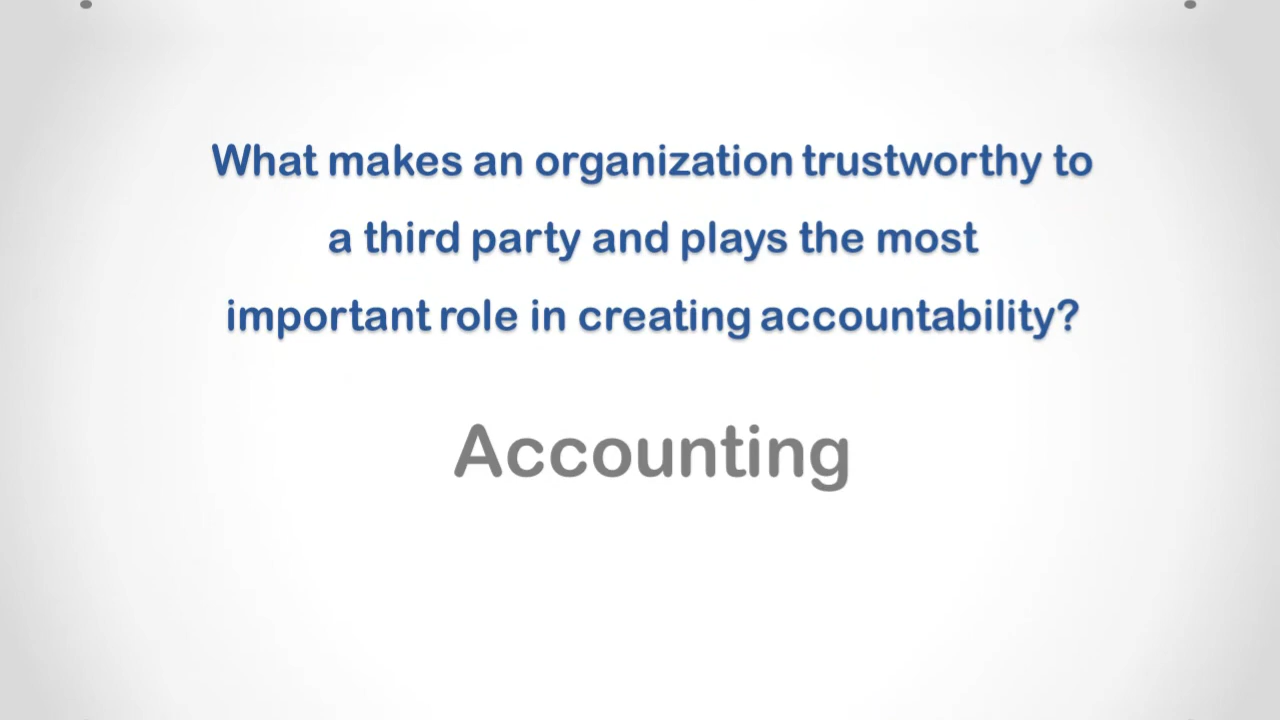 What makes an organization trustworthy to
a third party and plays the most
important role in creating accountability?
Accounting